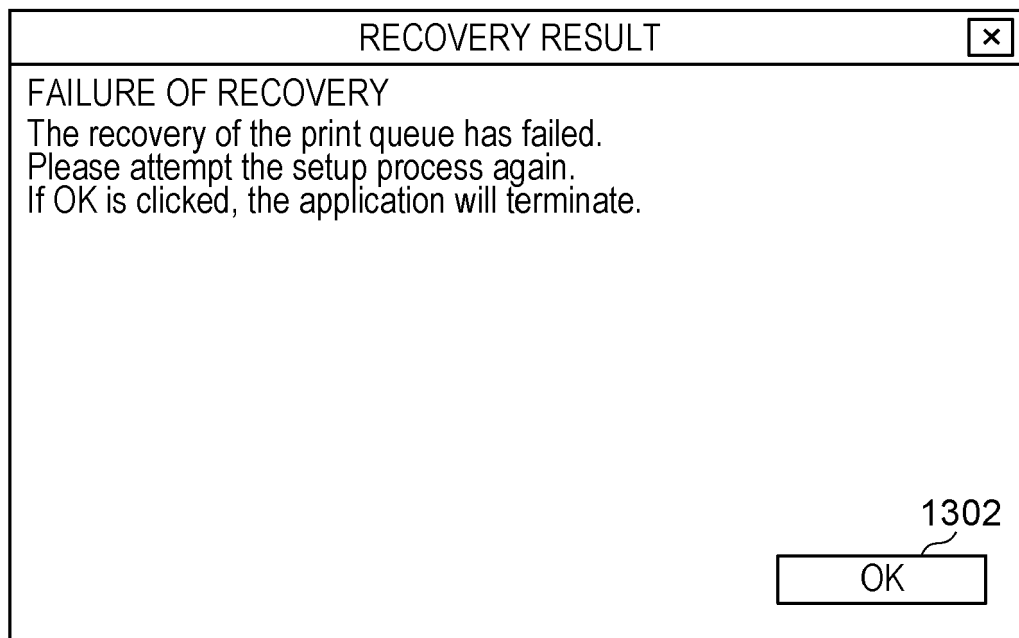 RECOVERY RESULT ×
FAILURE OF RECOVERY
The recovery of the print queue has failed.
Please attempt the setup process again.
If OK is clicked, the application will terminate.
1302
OK